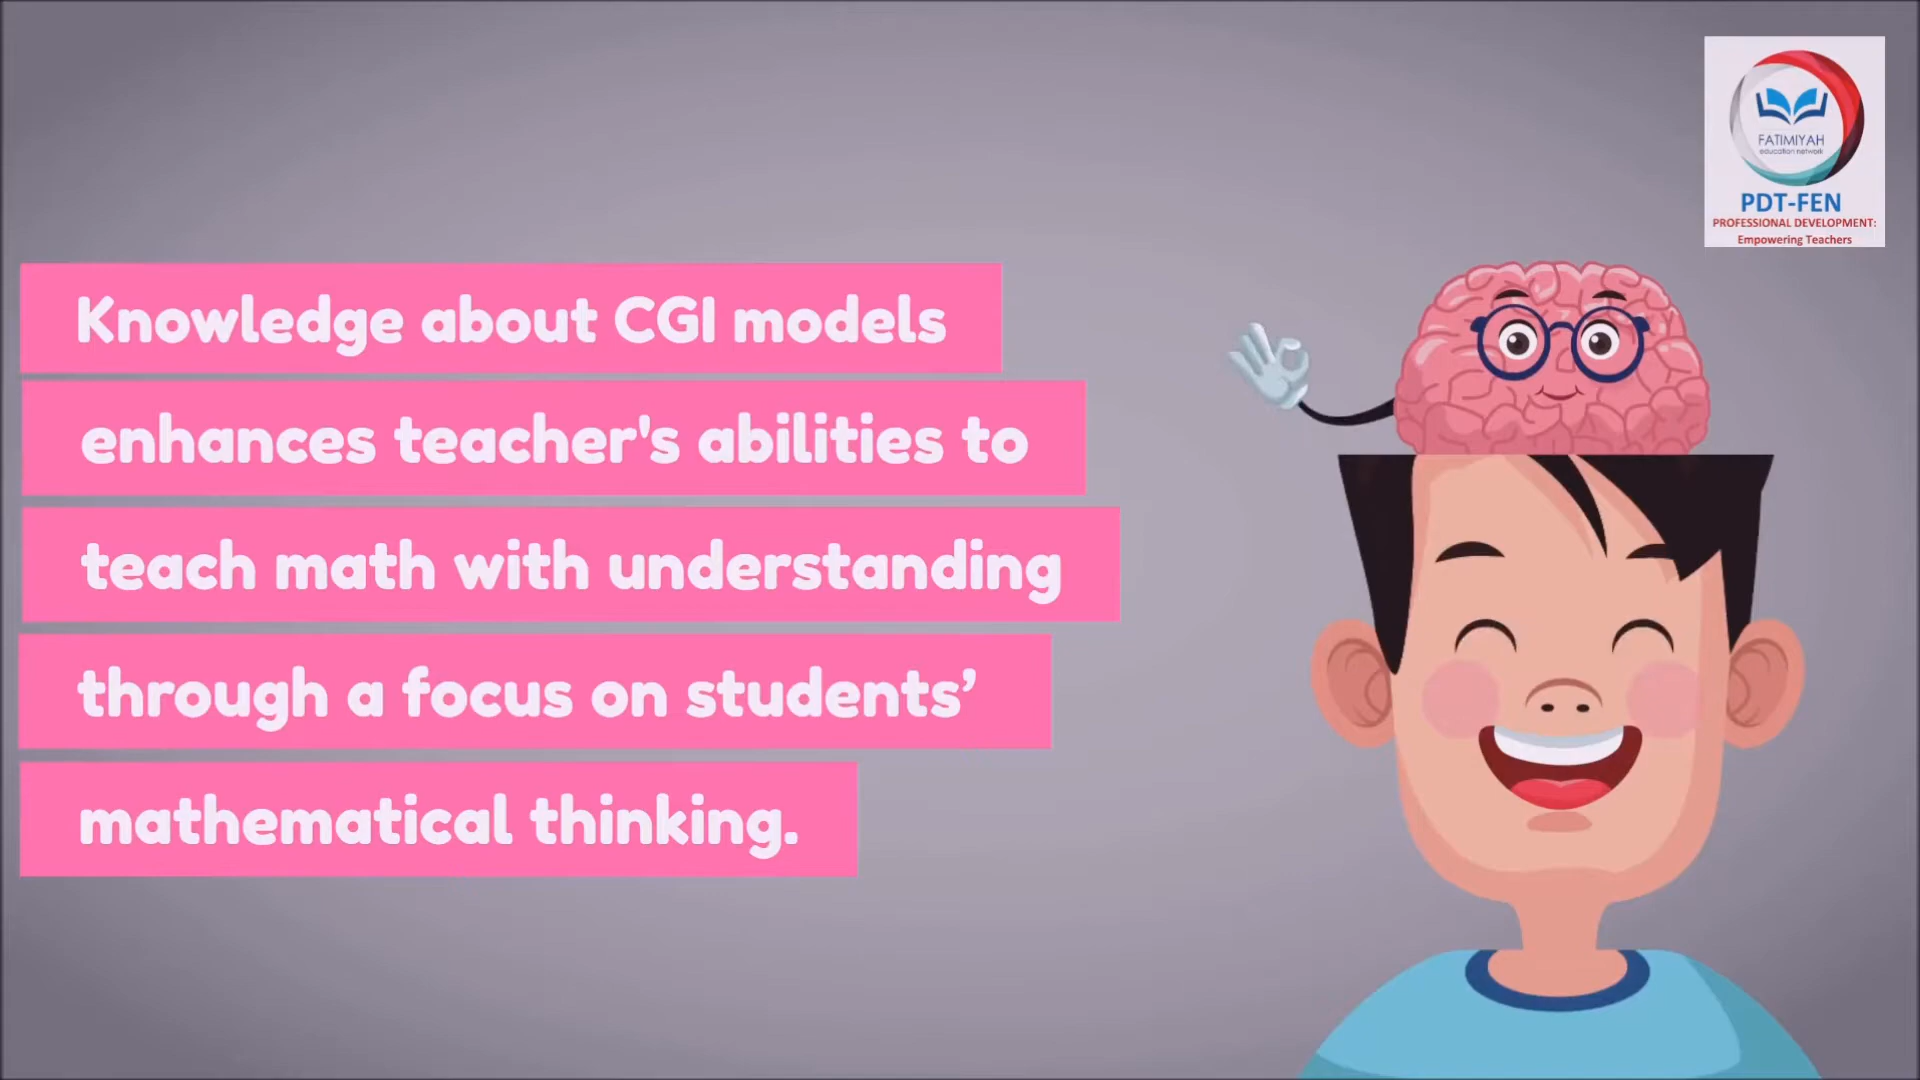 FATIMIYAH
education network
PDT-FEN
PROFESSIONAL DEVELOPMENT:
Empowering Teachers
Knowledge about CGI models
enhances teacher's abilities to
teach math with understanding
through a focus on students’
mathematical thinking.